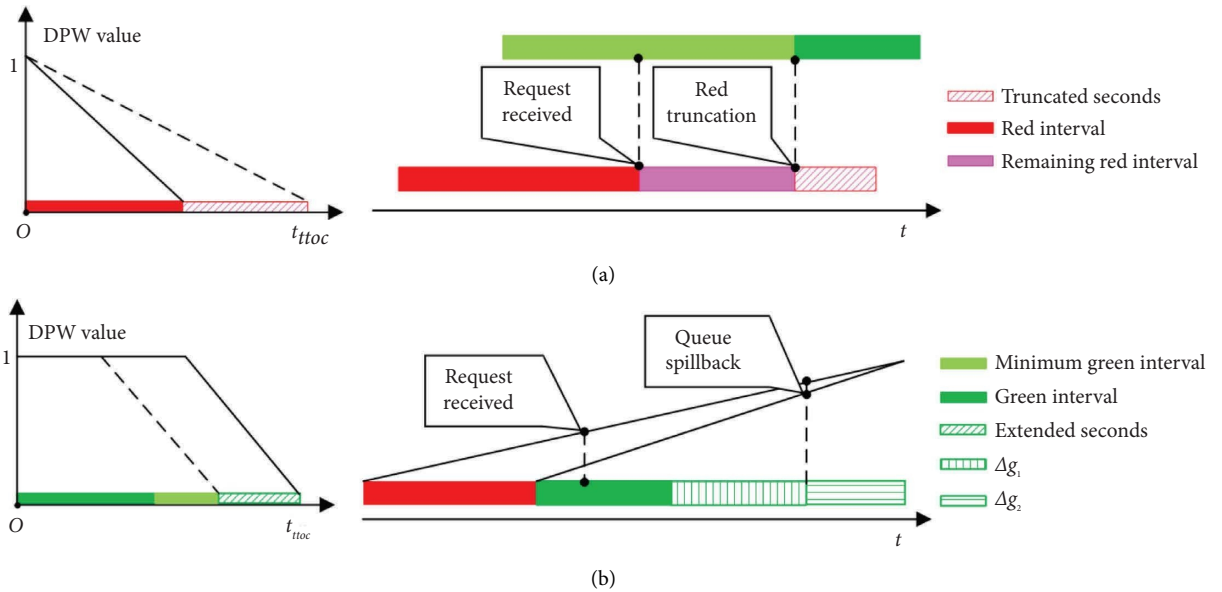 DPW value
1
O
t_ttoc
Request
received
Red
truncation
t
Truncated seconds
Red interval
Remaining red interval
(a)
DPW value
1
O
t_ttoc
Request
received
Queue
spillback
t
Minimum green interval
Green interval
Extended seconds
Δg₁
Δg₂
(b)